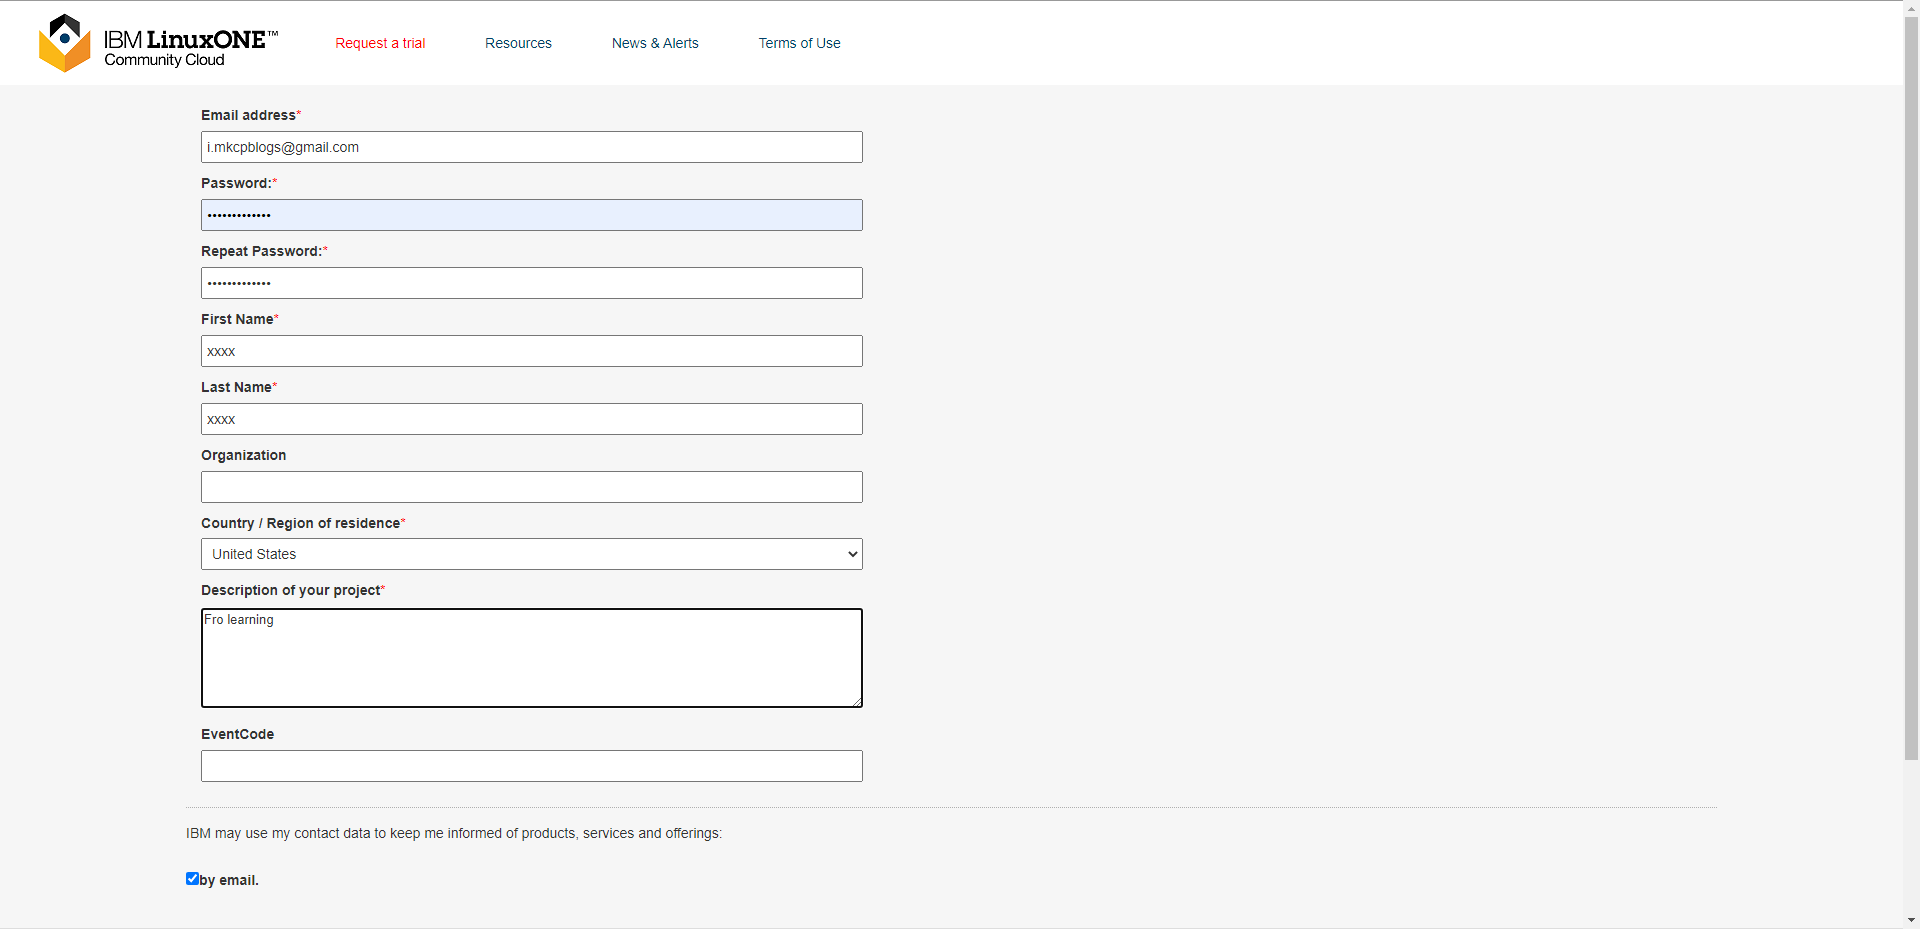 IBM LinuxONE™
Community Cloud
Request a trial
Resources
News & Alerts
Terms of Use
Email address*
i.mkcpblogs@gmail.com
Password:*
•••••••••••••
Repeat Password:*
•••••••••••••
First Name*
xxxx
Last Name*
xxxx
Organization
Country / Region of residence*
United States
Description of your project*
Fro learning
EventCode
IBM may use my contact data to keep me informed of products, services and offerings:
by email.